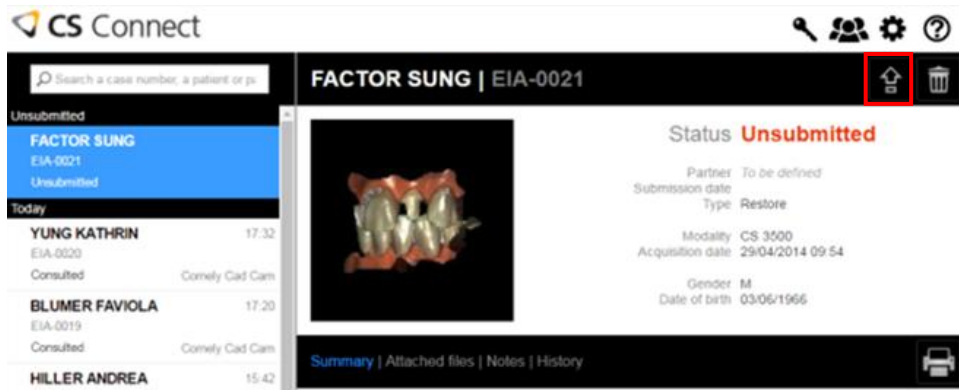 CS Connect
Search a case number, a patient or pa
Unsubmitted
FACTOR SUNG
EIA-0021
Unsubmitted
Today
YUNG KATHRIN 17:32
EIA-0020
Consulted Comely Cad Cam
BLUMER FAVIOLA 17:20
EIA-0019
Consulted Comely Cad Cam
HILLER ANDREA 15:42
FACTOR SUNG | EIA-0021
Status Unsubmitted
Partner To be defined
Submission date
Type Restore
Modality CS 3500
Acquisition date 29/04/2014 09:54
Gender M
Date of birth 03/06/1966
Summary | Attached files | Notes | History